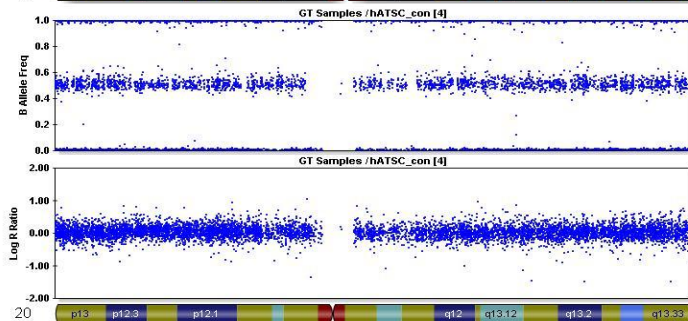 GT Samples /hATSC_con [4]
1.0
0.8
0.6
0.4
0.2
0.0
B Allele Freq
GT Samples /hATSC_con [4]
2.00
1.00
0.00
-1.00
-2.00
Log R Ratio
20 p13 p12.3 p12.1 q12 q13.12 q13.2 q13.33